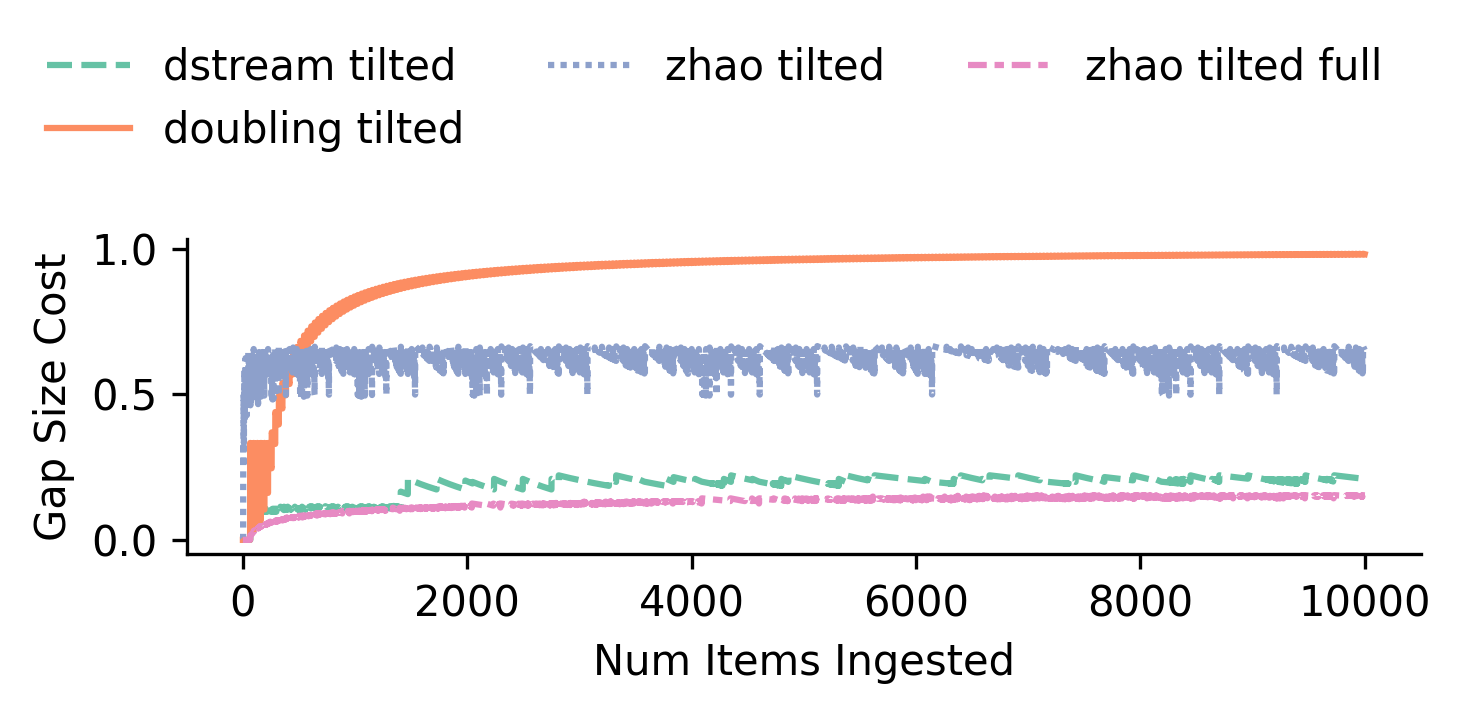 dstream tilted zhao tilted zhao tilted full
doubling tilted
1.0
0.5
0.0
Gap Size Cost
0 2000 4000 6000 8000 10000
Num Items Ingested